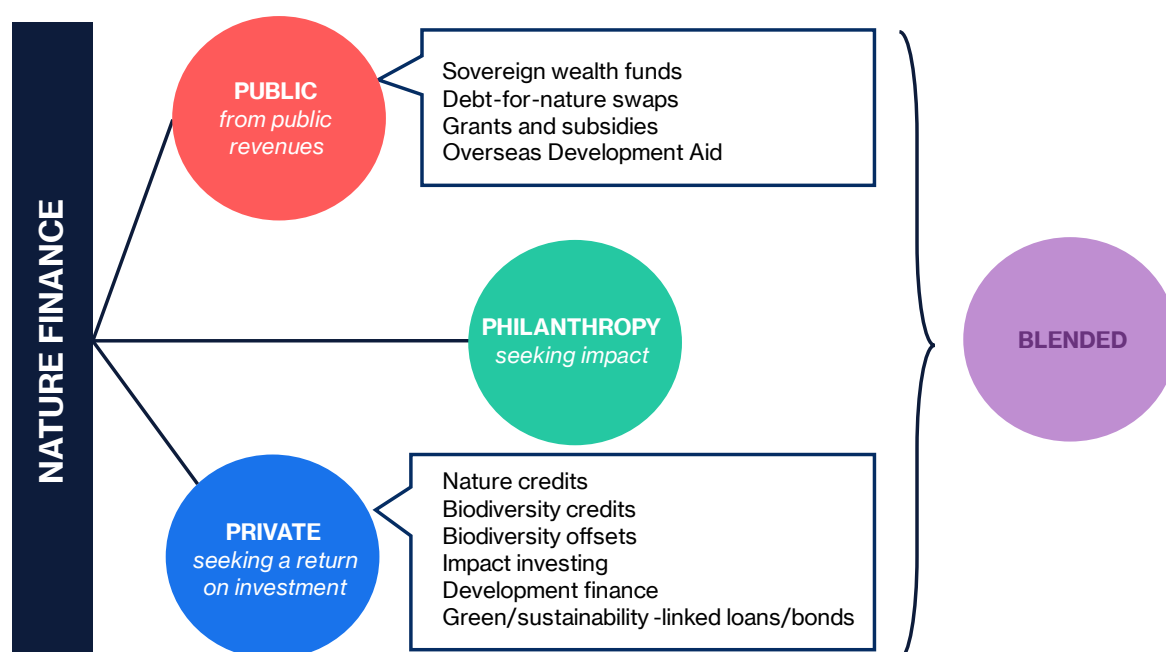 NATURE FINANCE
PUBLIC
from public
revenues
Sovereign wealth funds
Debt-for-nature swaps
Grants and subsidies
Overseas Development Aid
PHILANTHROPY
seeking impact
BLENDED
PRIVATE
seeking a return
on investment
Nature credits
Biodiversity credits
Biodiversity offsets
Impact investing
Development finance
Green/sustainability -linked loans/bonds